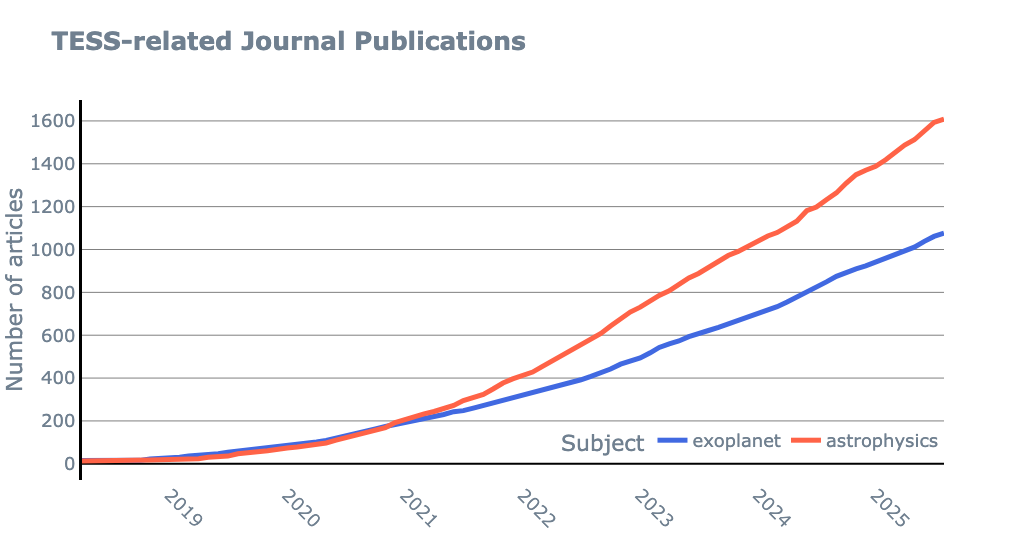 TESS-related Journal Publications
Number of articles
1600
1400
1200
1000
800
600
400
200
0
Subject exoplanet astrophysics
2019 2020 2021 2022 2023 2024 2025